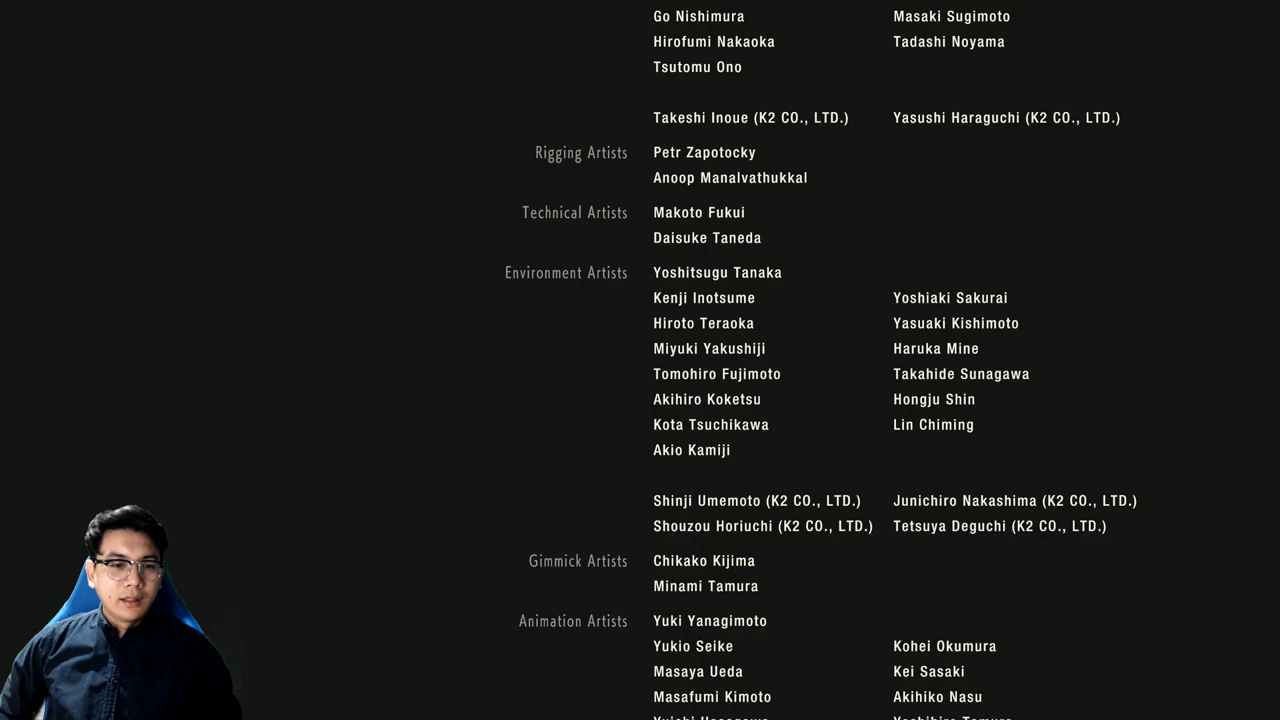 Go Nishimura Masaki Sugimoto
Hirofumi Nakaoka Tadashi Noyama
Tsutomu Ono
Takeshi Inoue (K2 CO., LTD.) Yasushi Haraguchi (K2 CO., LTD.)
Rigging Artists Petr Zapotocky
Anoop Manalvathukkal
Technical Artists Makoto Fukui
Daisuke Taneda
Environment Artists Yoshitsugu Tanaka
Kenji Inotsume Yoshiaki Sakurai
Hiroto Teraoka Yasuaki Kishimoto
Miyuki Yakushiji Haruka Mine
Tomohiro Fujimoto Takahide Sunagawa
Akihiro Koketsu Hongju Shin
Kota Tsuchikawa Lin Chiming
Akio Kamiji
Shinji Umemoto (K2 CO., LTD.) Junichiro Nakashima (K2 CO., LTD.)
Shouzou Horiuchi (K2 CO., LTD.) Tetsuya Deguchi (K2 CO., LTD.)
Gimmick Artists Chikako Kijima
Minami Tamura
Animation Artists Yuki Yanagimoto
Yukio Seike Kohei Okumura
Masaya Ueda Kei Sasaki
Masafumi Kimoto Akihiko Nasu